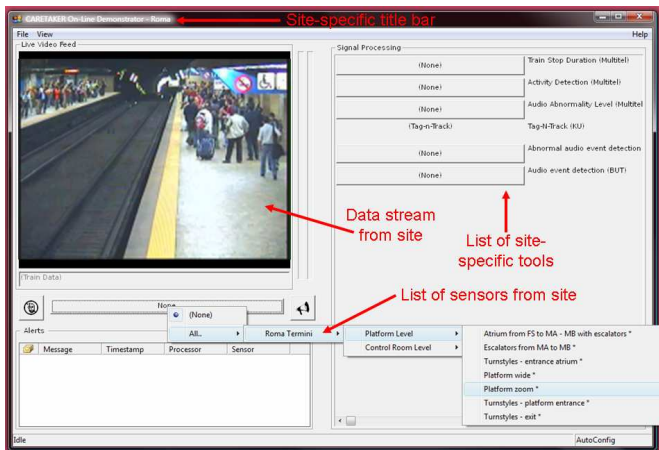 CARETAKER On-Line Demonstrator - Roma
Site-specific title bar
File View Help
Live Video Feed
Signal Processing
(None) Train Stop Duration (Multitel)
(None) Activity Detection (Multitel)
(None) Audio Abnormality Level (Multitel
(Tag-n-Track) Tag-N-Track (KU)
(None) Abnormal audio event detection
(None) Audio event detection (BUT)
Data stream
from site
List of site-
specific tools
(Train Data)
None
List of sensors from site
(None)
All..
Roma Termini
Platform Level
Control Room Level
Atrium from FS to MA - MB with escalators *
Escalators from MA to MB *
Turnstyles - entrance atrium *
Platform wide *
Platform zoom *
Turnstyles - platform entrance *
Turnstyles - exit *
Alerts
Message Timestamp Processor Sensor
Idle AutoConfig